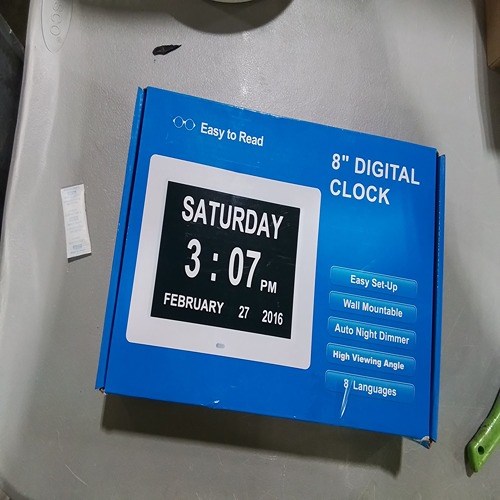 Easy to Read
8" DIGITAL
CLOCK
SATURDAY
3:07 PM
FEBRUARY 27 2016
Easy Set-Up
Wall Mountable
Auto Night Dimmer
High Viewing Angle
8 Languages